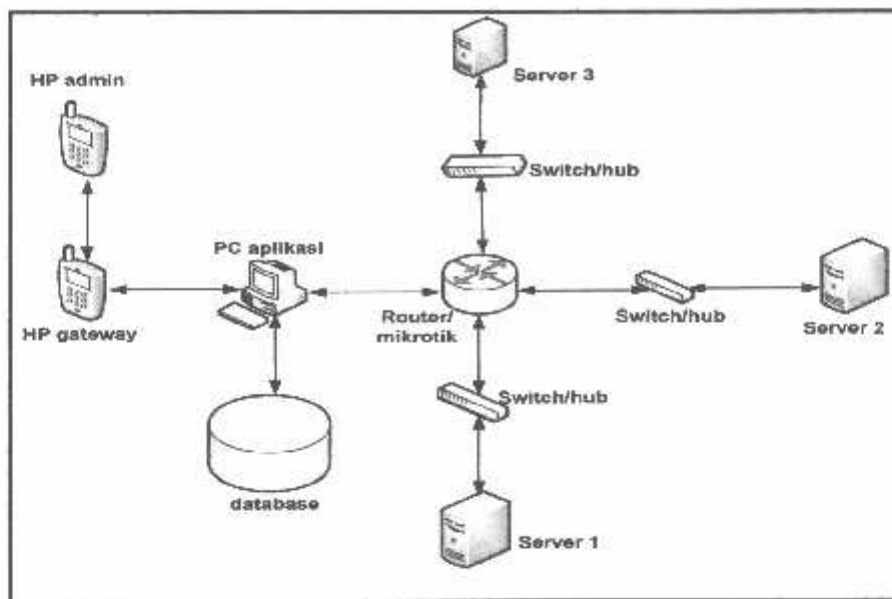 Server 3
HP admin
Switch/hub
PC aplikasi
HP gateway
Router/
mikrotik
Switch/hub
Server 2
Switch/hub
database
Server 1